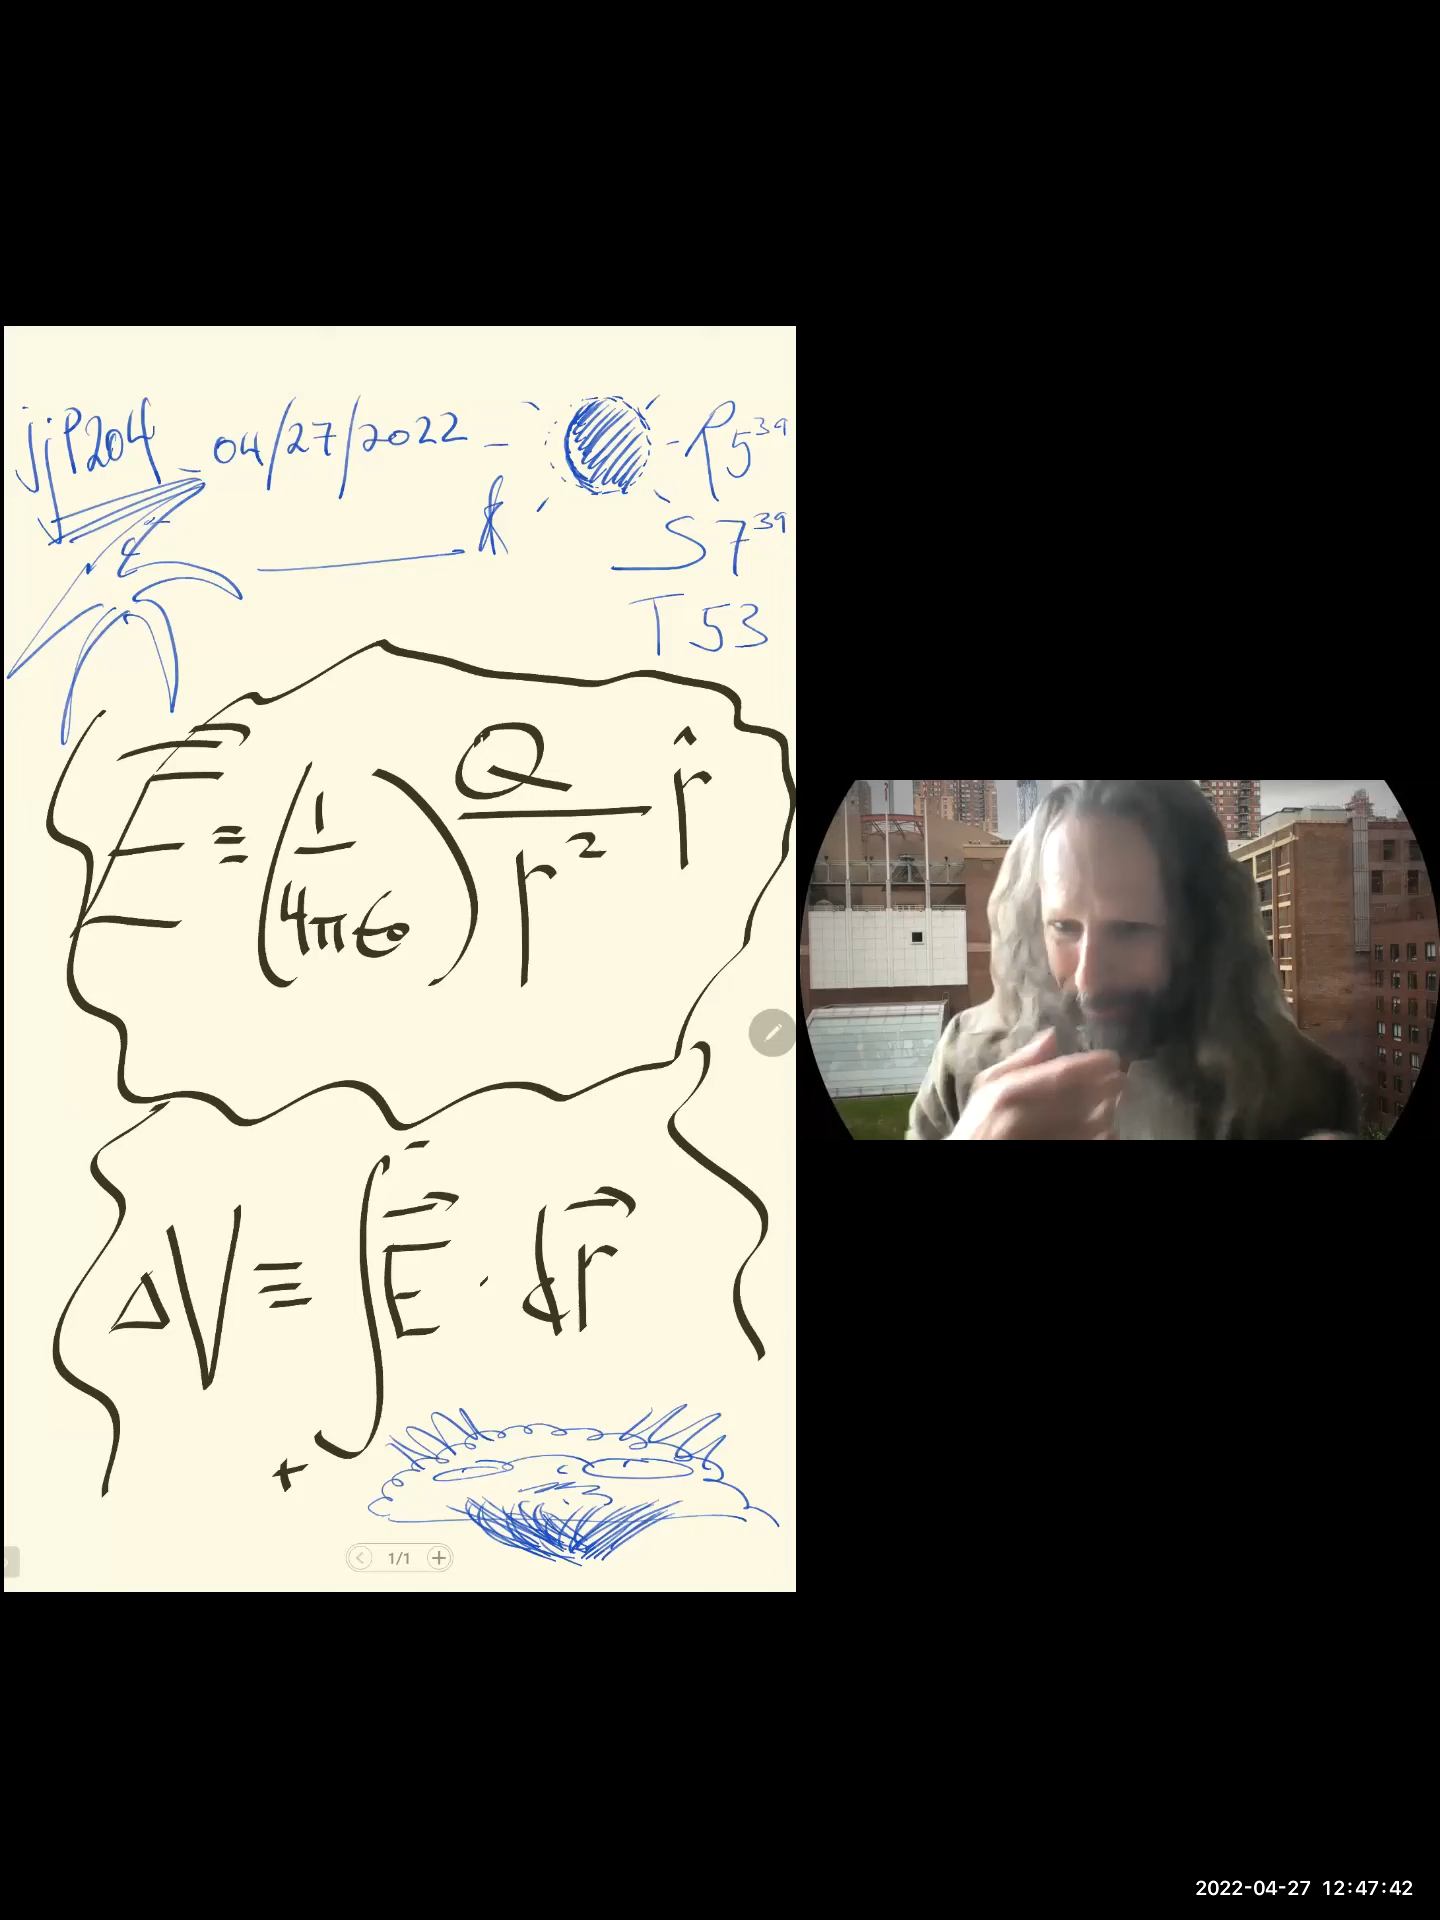 jjP204 04/27/2022 - R5³⁹
S7³⁹
T 53
E⃗ = (1/4πϵ₀) Q/r² r̂
ΔV ≡ ∫₊⁻ E⃗ · dr⃗
1/1
2022-04-27 12:47:42